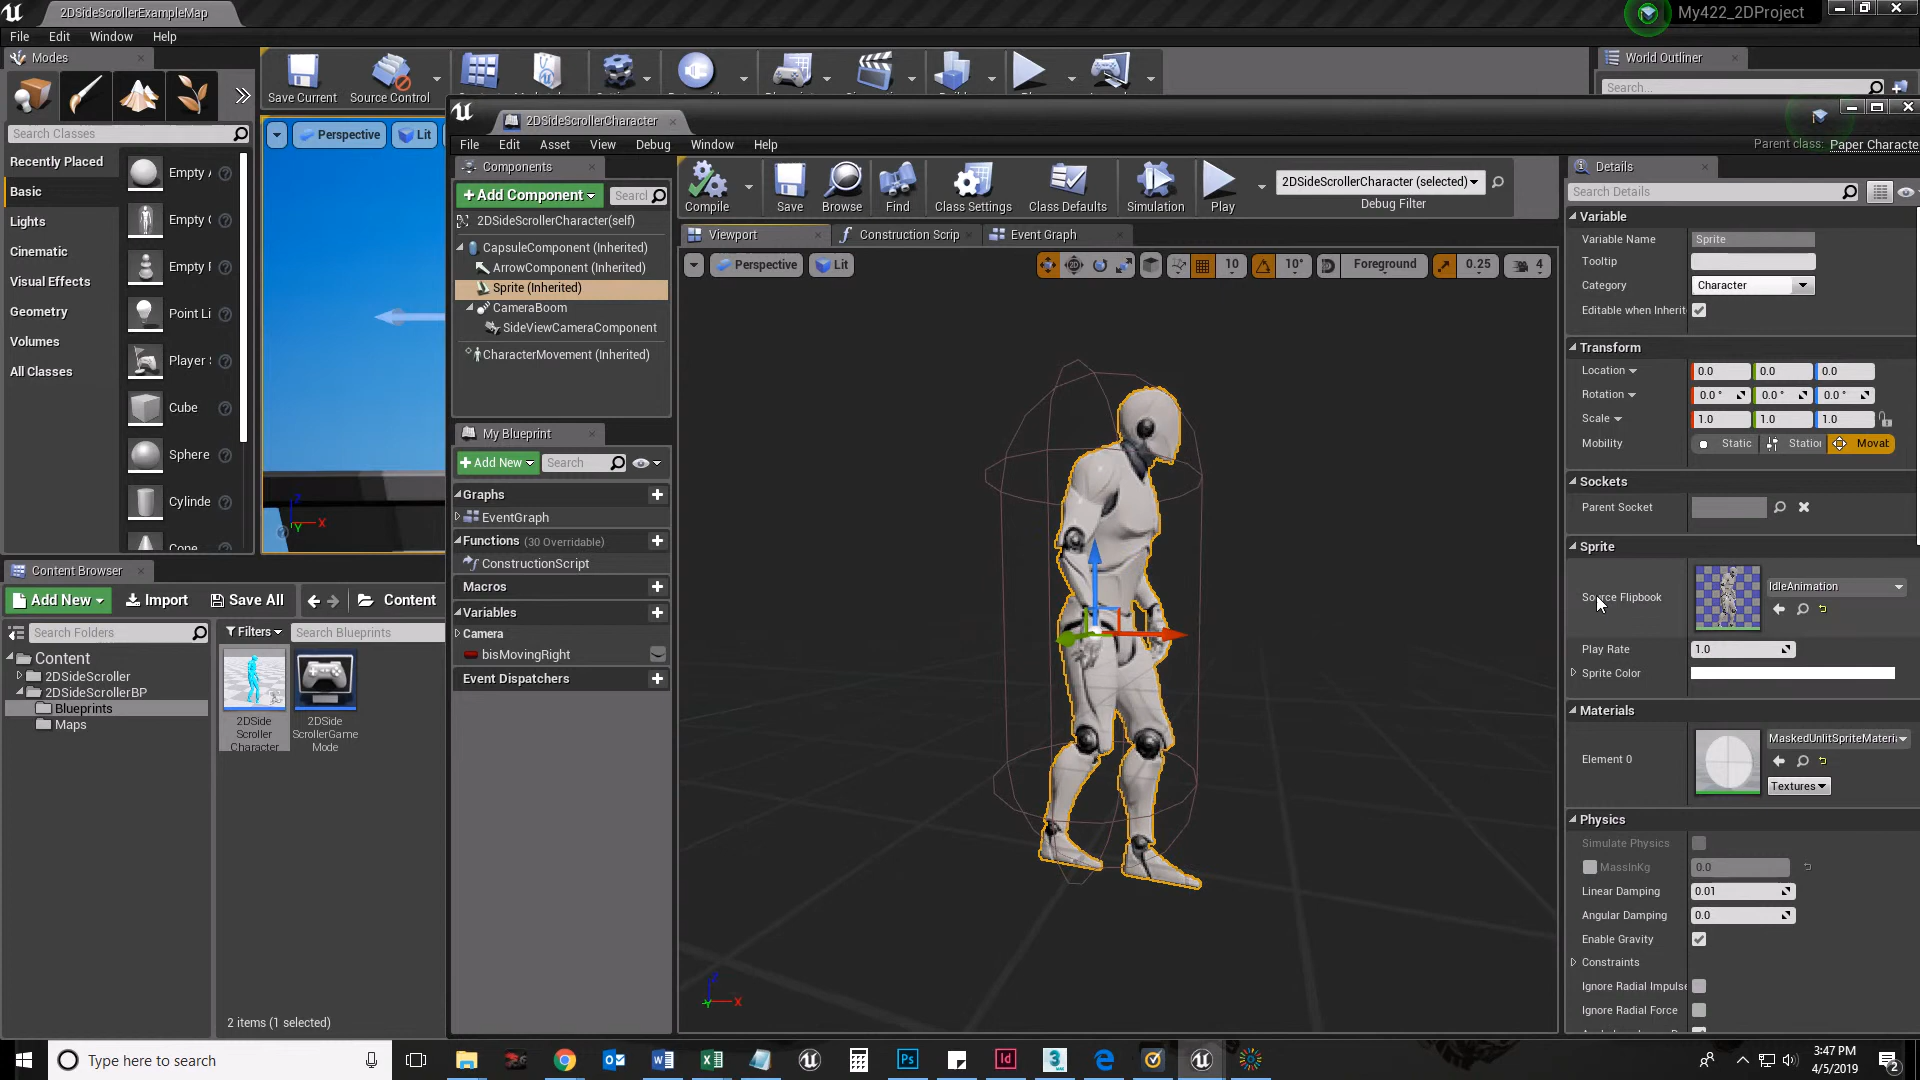 2DSideScrollerExampleMap
My422_2DProject
File Edit Window Help
Modes
World Outliner
Save Current
Source Control
Search...
Search Classes
Perspective
Lit
Recently Placed
Basic
Lights
Cinematic
Visual Effects
Geometry
Volumes
All Classes
Empty
Empty
Empty
Point Li
Player
Cube
Sphere
Cylinde
Cone
Content Browser
Add New
Import
Save All
Content
Search Folders
Filters
Search Blueprints
Content
2DSideScroller
2DSideScrollerBP
Blueprints
Maps
2DSide
Scroller
Character
2DSide
ScrollerGame
Mode
2 items (1 selected)
2DSideScrollerCharacter
File Edit Asset View Debug Window Help
Parent class: Paper Characte
Components
+Add Component
Search
2DSideScrollerCharacter(self)
CapsuleComponent (Inherited)
ArrowComponent (Inherited)
Sprite (Inherited)
CameraBoom
SideViewCameraComponent
CharacterMovement (Inherited)
My Blueprint
+Add New
Search
Graphs
EventGraph
Functions (30 Overridable)
ConstructionScript
Macros
Variables
Camera
bisMovingRight
Event Dispatchers
Compile
Save
Browse
Find
Class Settings
Class Defaults
Simulation
Play
2DSideScrollerCharacter (selected)
Debug Filter
Viewport
Construction Scrip
Event Graph
Perspective
Lit
10
10°
Foreground
0.25
4
Z
X
Y
Z
X
Y
Details
Search Details
Variable
Variable Name Sprite
Tooltip
Category Character
Editable when Inherit
Transform
Location 0.0 0.0 0.0
Rotation 0.0 ° 0.0 ° 0.0 °
Scale 1.0 1.0 1.0
Mobility Static Station Movab
Sockets
Parent Socket
Sprite
Source Flipbook IdleAnimation
Play Rate 1.0
Sprite Color
Materials
Element 0
MaskedUnlitSpriteMateria
Textures
Physics
Simulate Physics
MassInKg 0.0
Linear Damping 0.01
Angular Damping 0.0
Enable Gravity
Constraints
Ignore Radial Impulse
Ignore Radial Force
Type here to search
Ps
Id
3
3:47 PM
4/5/2019
2